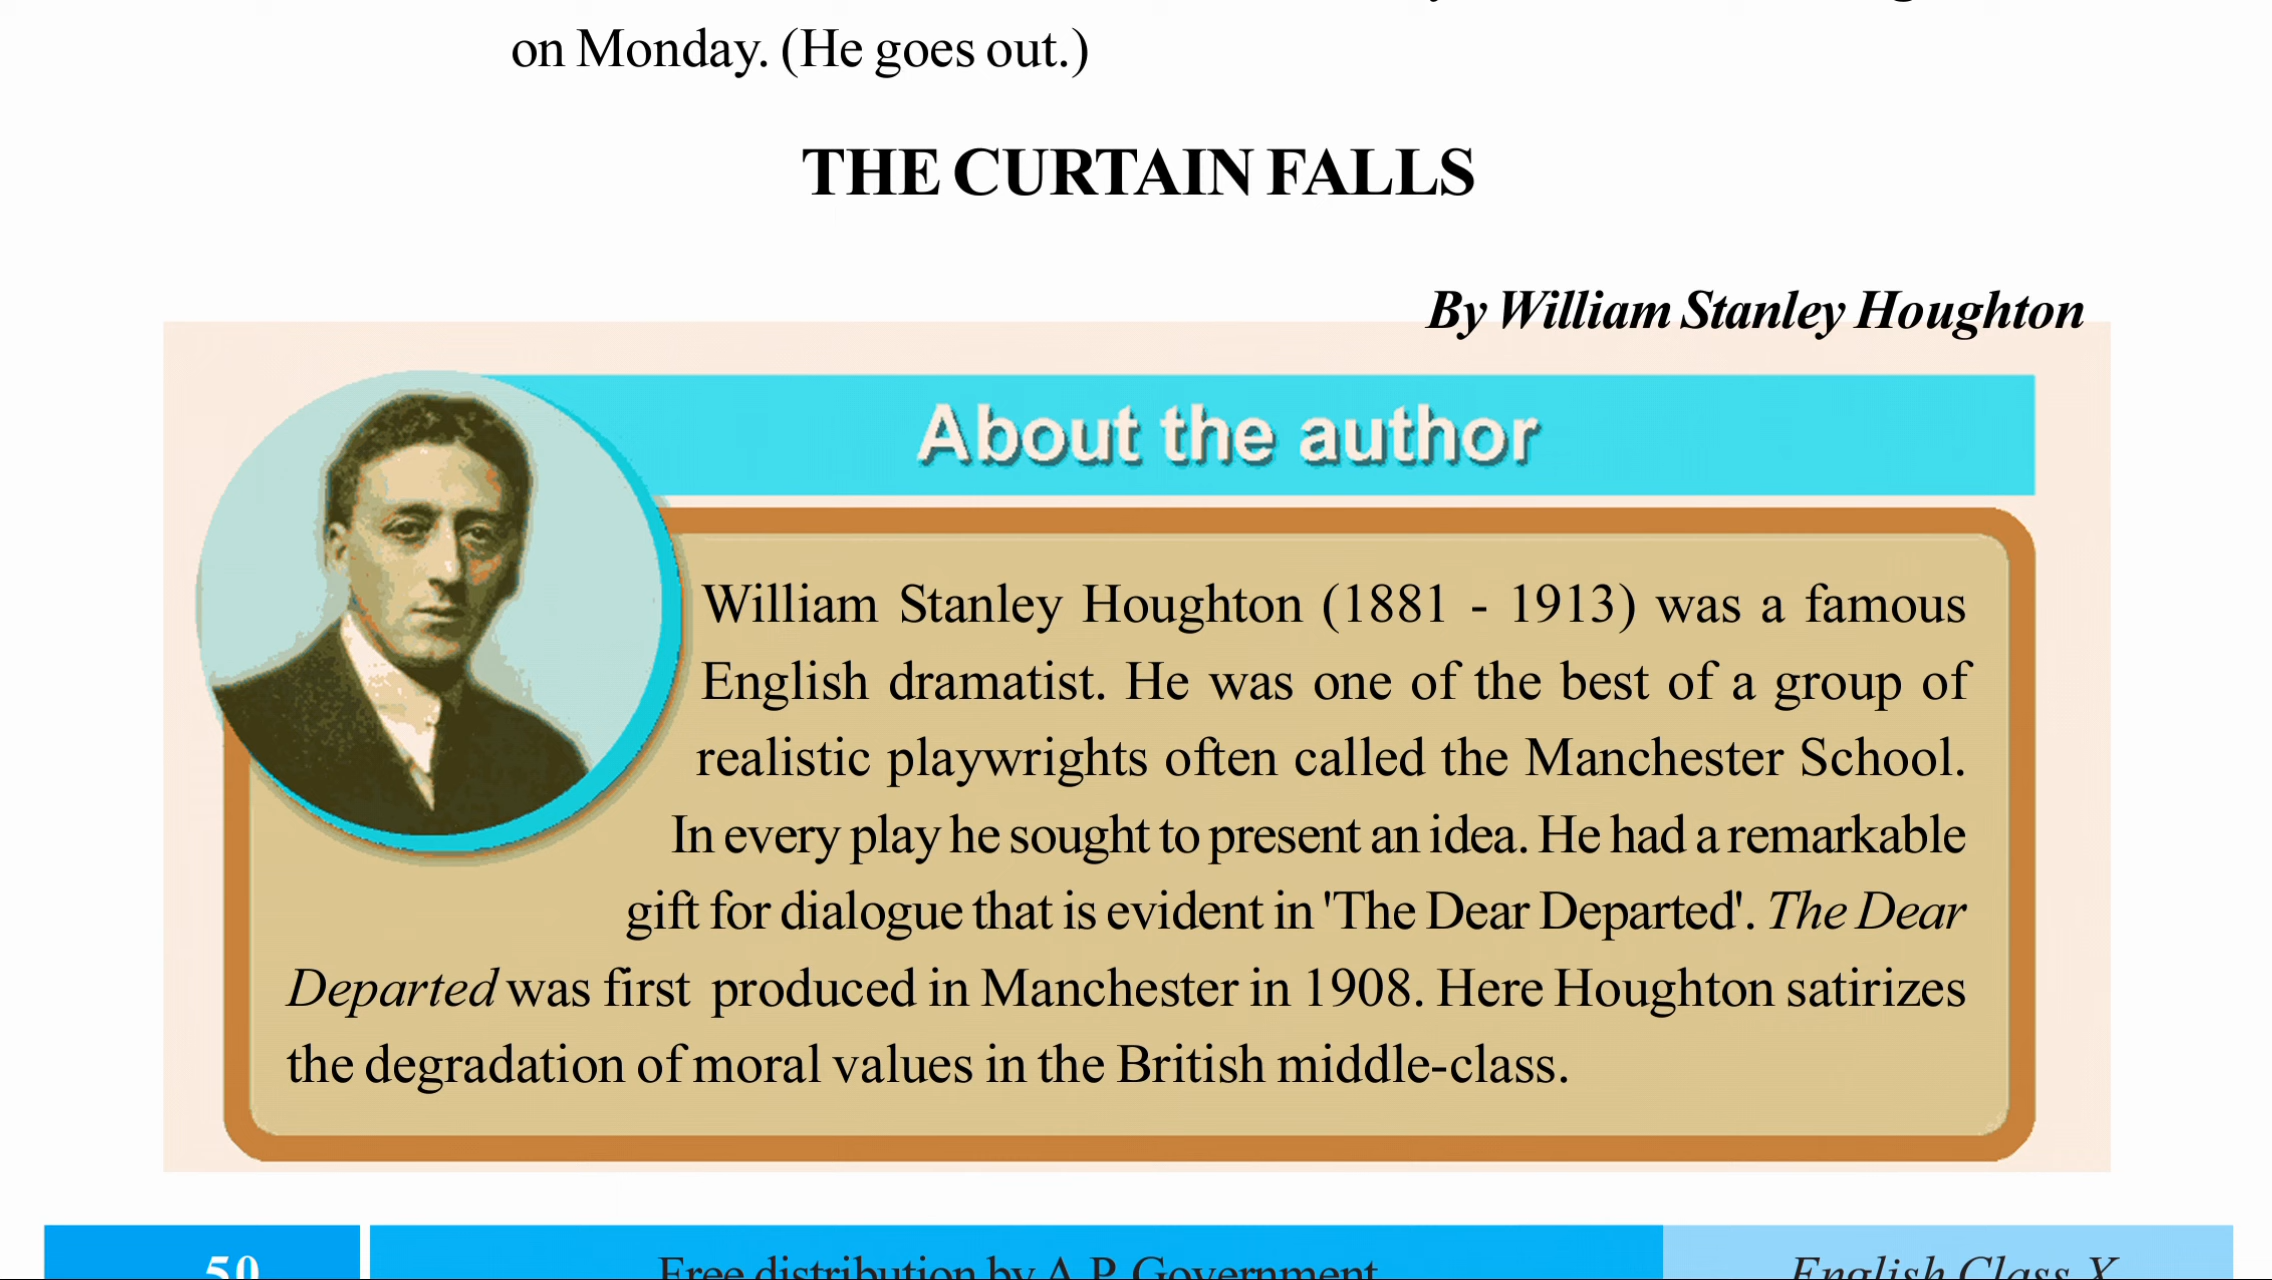 on Monday. (He goes out.)
THE CURTAIN FALLS
By William Stanley Houghton
About the author
William Stanley Houghton (1881 - 1913) was a famous
English dramatist. He was one of the best of a group of
realistic playwrights often called the Manchester School.
In every play he sought to present an idea. He had a remarkable
gift for dialogue that is evident in 'The Dear Departed'. The Dear
Departed was first produced in Manchester in 1908. Here Houghton satirizes
the degradation of moral values in the British middle-class.
50 Free distribution by A.P. Government English Class X